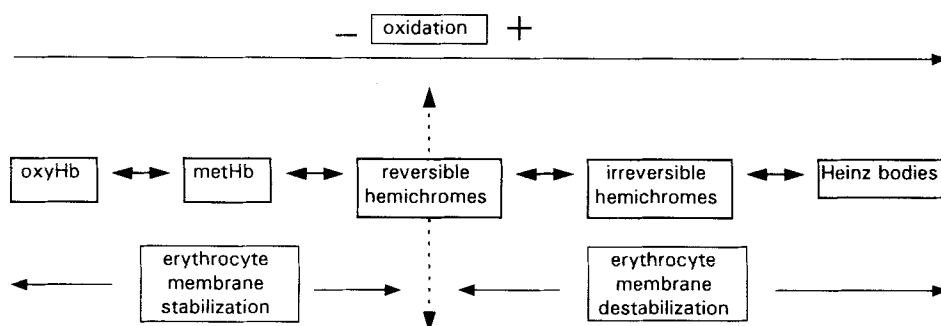 − oxidation +
oxyHb
metHb
reversible
hemichromes
irreversible
hemichromes
Heinz bodies
erythrocyte
membrane
stabilization
erythrocyte
membrane
destabilization